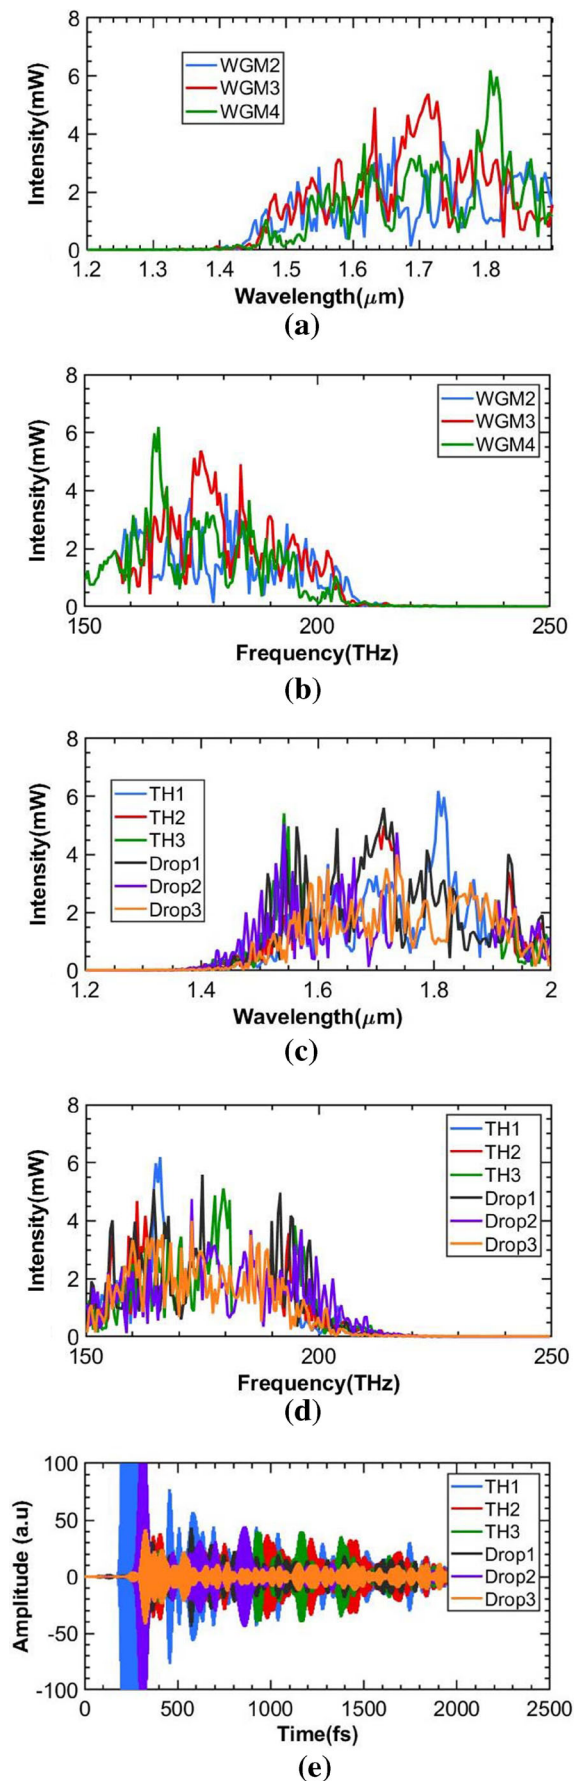 8
6
4
2
0
Intensity(mW)
WGM2
WGM3
WGM4
1.2 1.3 1.4 1.5 1.6 1.7 1.8
Wavelength(μm)
(a)
8
6
4
2
0
Intensity(mW)
WGM2
WGM3
WGM4
150 200 250
Frequency(THz)
(b)
8
6
4
2
0
Intensity(mW)
TH1
TH2
TH3
Drop1
Drop2
Drop3
1.2 1.4 1.6 1.8 2
Wavelength(μm)
(c)
8
6
4
2
0
Intensity(mW)
TH1
TH2
TH3
Drop1
Drop2
Drop3
150 200 250
Frequency(THz)
(d)
100
50
0
-50
-100
Amplitude (a.u)
TH1
TH2
TH3
Drop1
Drop2
Drop3
0 500 1000 1500 2000 2500
Time(fs)
(e)